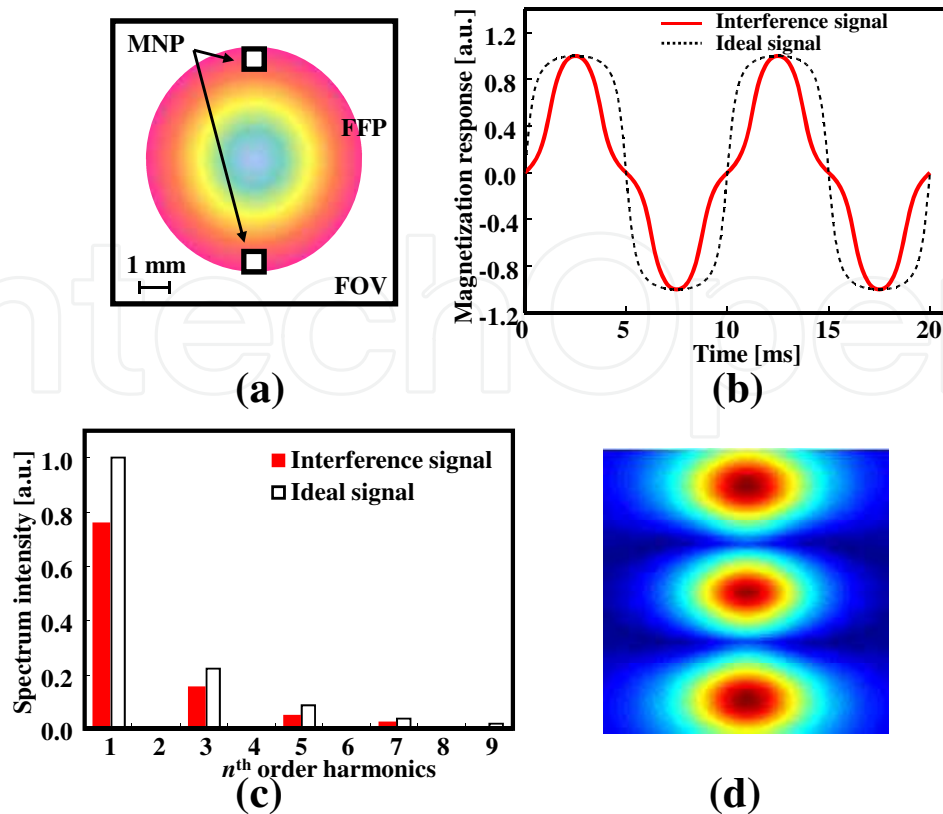 MNP
FFP
1 mm
FOV
(a)
Magnetization response [a.u.]
1.2
0.8
0.4
0.0
-0.4
-0.8
-1.2
Interference signal
Ideal signal
0 5 10 15 20
Time [ms]
(b)
Spectrum intensity [a.u.]
1.0
0.8
0.6
0.4
0.2
0.0
Interference signal
Ideal signal
1 2 3 4 5 6 7 8 9
nth order harmonics
(c)
(d)
ntechOpen